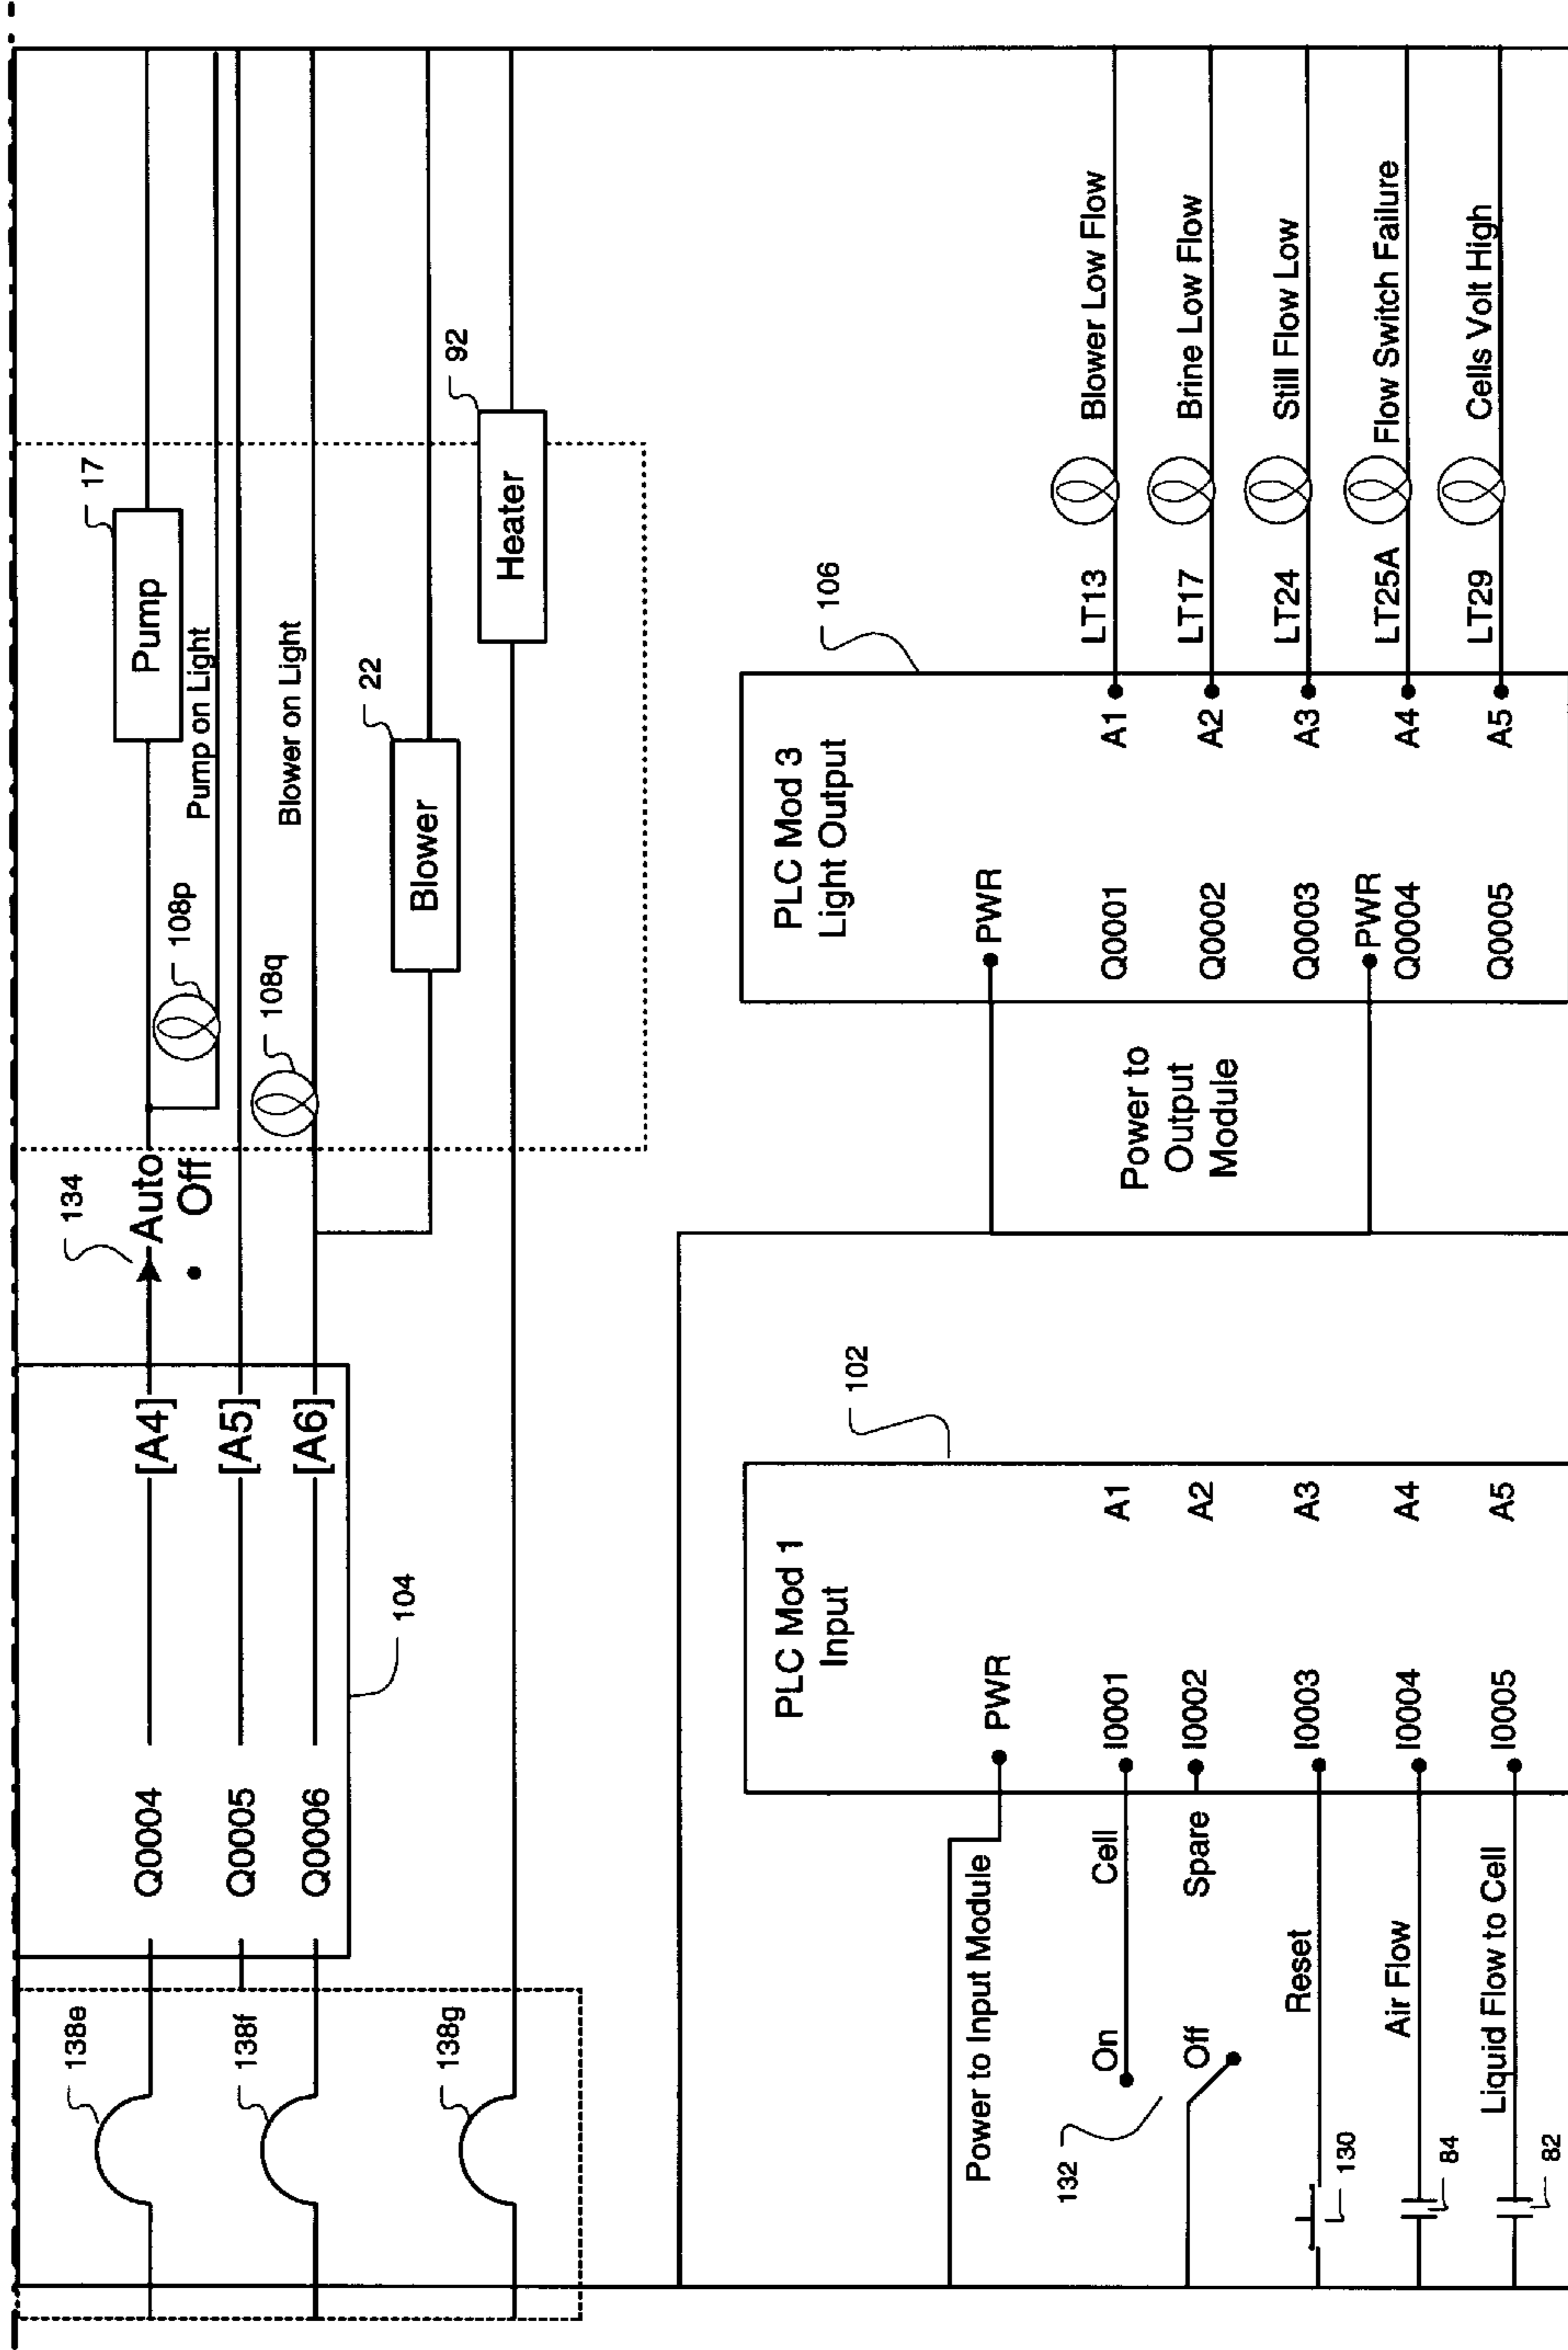 138e
Q0004
[A4]
134
Auto
Off
108p
Pump
17
Pump on Light
138f
Q0005
[A5]
Q0006
[A6]
108q
Blower on Light
104
Blower
22
138g
Heater
92
102
106
PLC Mod 1
Input
PLC Mod 3
Light Output
Power to Input Module
PWR
PWR
132
On
Cell
I0001
A1
Off
Spare
I0002
A2
Reset
130
I0003
A3
Air Flow
84
I0004
A4
Liquid Flow to Cell
82
I0005
A5
Power to
Output
Module
Q0001
A1
LT13
Blower Low Flow
Q0002
A2
LT17
Brine Low Flow
Q0003
A3
LT24
Still Flow Low
PWR
Q0004
A4
LT25A
Flow Switch Failure
Q0005
A5
LT29
Cells Volt High